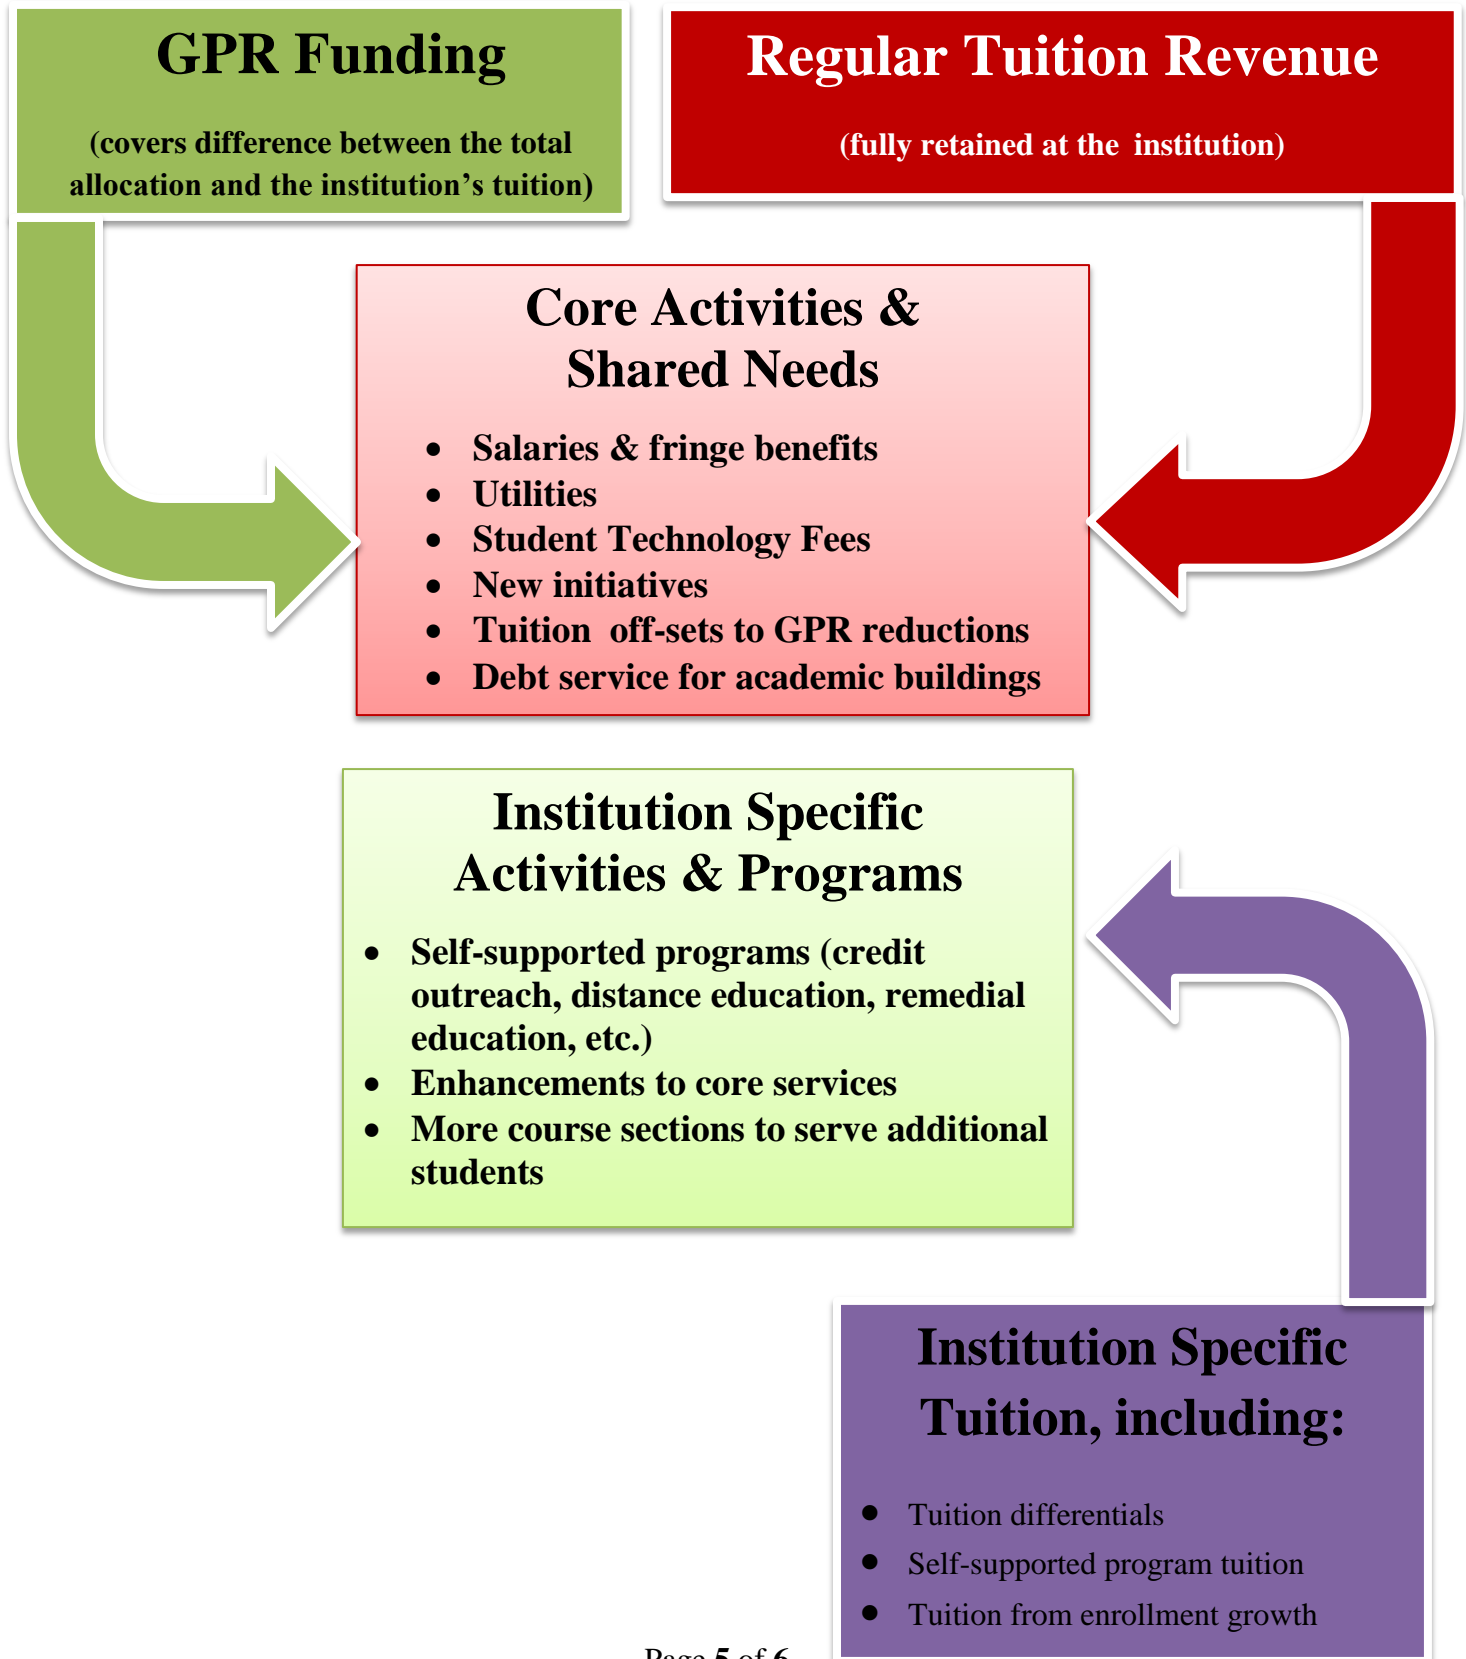 GPR Funding
(covers difference between the total
allocation and the institution’s tuition)
Regular Tuition Revenue
(fully retained at the institution)
Core Activities &
Shared Needs
• Salaries & fringe benefits
• Utilities
• Student Technology Fees
• New initiatives
• Tuition off-sets to GPR reductions
• Debt service for academic buildings
Institution Specific
Activities & Programs
• Self-supported programs (credit
outreach, distance education, remedial
education, etc.)
• Enhancements to core services
• More course sections to serve additional
students
Institution Specific
Tuition, including:
• Tuition differentials
• Self-supported program tuition
• Tuition from enrollment growth
Page 5 of 6